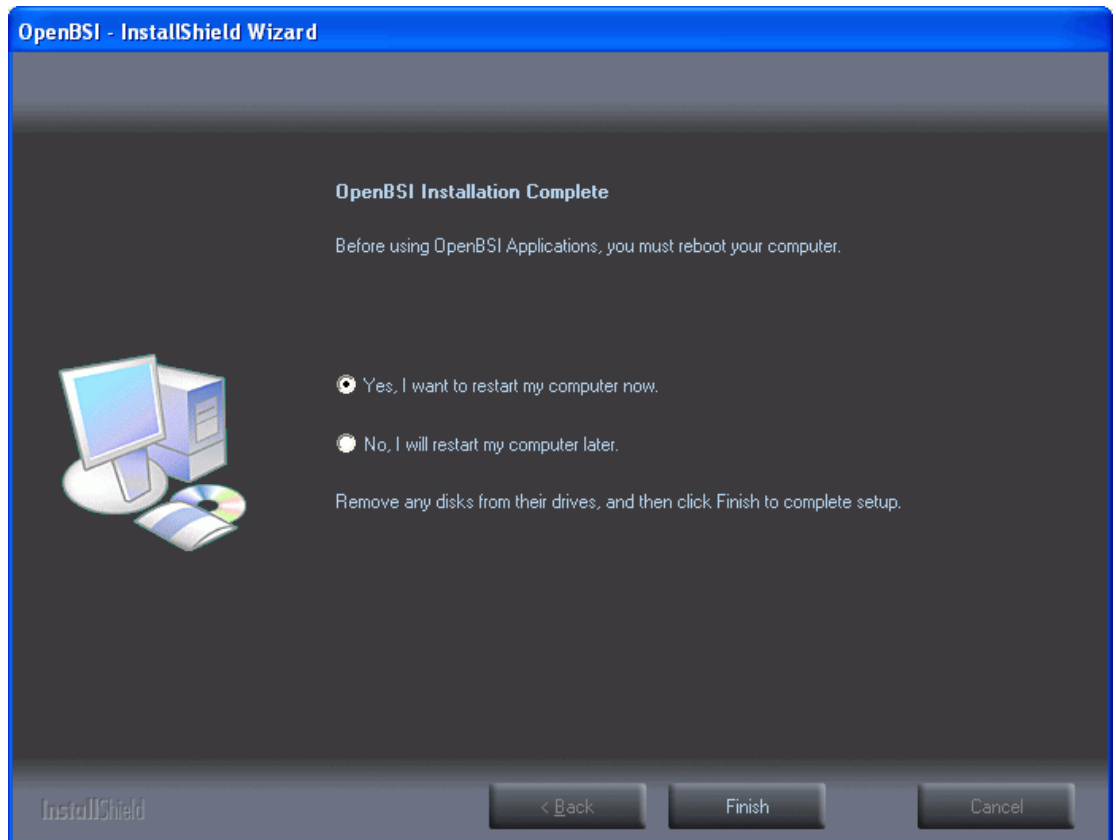 OpenBSI - InstallShield Wizard
OpenBSI Installation Complete
Before using OpenBSI Applications, you must reboot your computer.
Yes, I want to restart my computer now.
No, I will restart my computer later.
Remove any disks from their drives, and then click Finish to complete setup.
InstallShield
< Back
Finish
Cancel